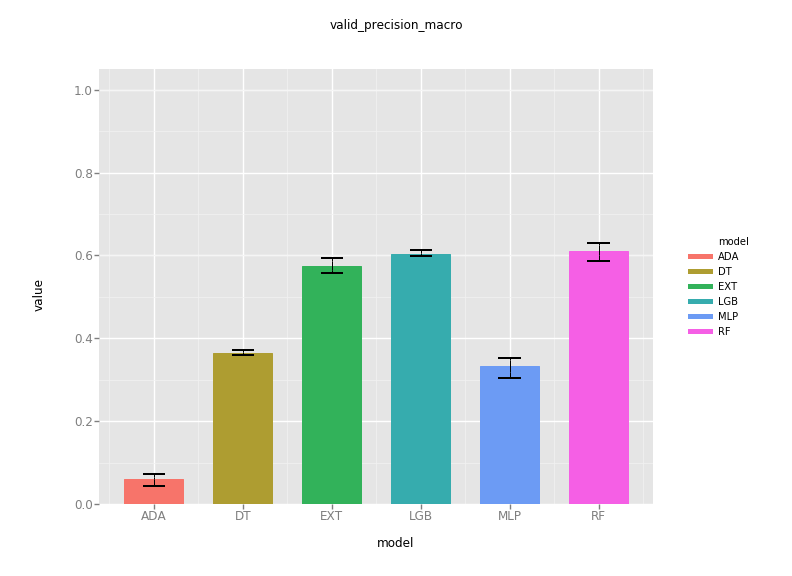 valid_precision_macro
1.0
0.8
0.6
0.4
0.2
0.0
value
ADA DT EXT LGB MLP RF
model
model
ADA
DT
EXT
LGB
MLP
RF